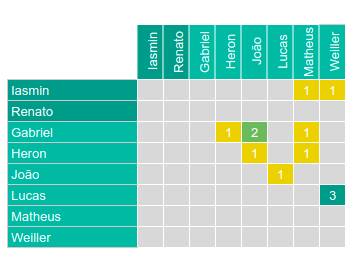 Iasmin Renato Gabriel Heron João Lucas Matheus Weiller
Iasmin 1 1
Renato
Gabriel 1 2 1
Heron 1 1
João 1
Lucas 3
Matheus
Weiller